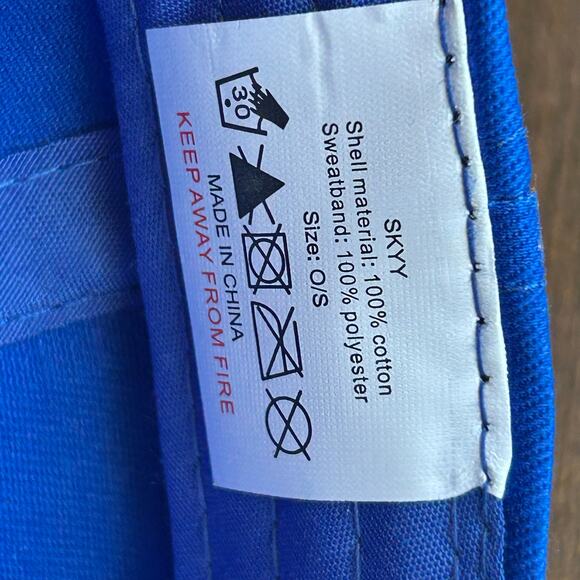 SKYY
Shell material: 100% cotton
Sweatband: 100% polyester
Size: O/S
30
MADE IN CHINA
KEEP AWAY FROM FIRE